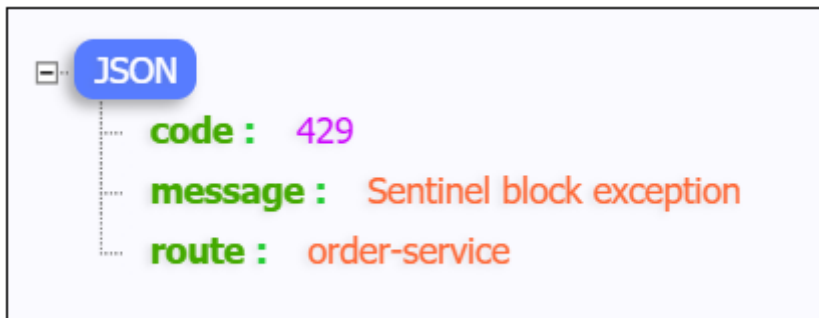 JSON
code : 429
message : Sentinel block exception
route : order-service